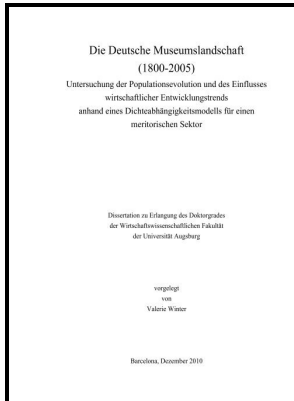 Die Deutsche Museumslandschaft
(1800-2005)
Untersuchung der Populationsevolution und des Einflusses
wirtschaftlicher Entwicklungstrends
anhand eines Dichteabhängigkeitsmodells für einen
meritorischen Sektor
Dissertation zu Erlangung des Doktorgrades
der Wirtschaftswissenschaftlichen Fakultät
der Universität Augsburg
vorgelegt
von
Valerie Winter
Barcelona, Dezember 2010